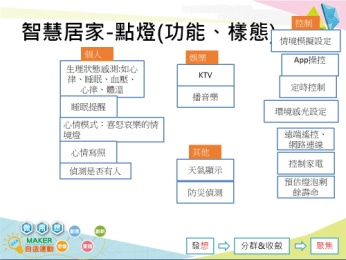 智慧居家-點燈(功能、樣態)
個人
生理狀態感測:如心
律、睡眠、血壓、
心律、體溫
睡眠提醒
心情模式：喜怒哀樂的情
境燈
心情寫照
偵測是否有人
娛樂
KTV
播音樂
其他
天氣顯示
防災偵測
控制
情境模擬設定
App操控
定時控制
環境感光設定
遠端遙控、
網路連線
控制家電
預估燈泡剩
餘壽命
MAKER
自造運動
發想
分群&收斂
聚焦